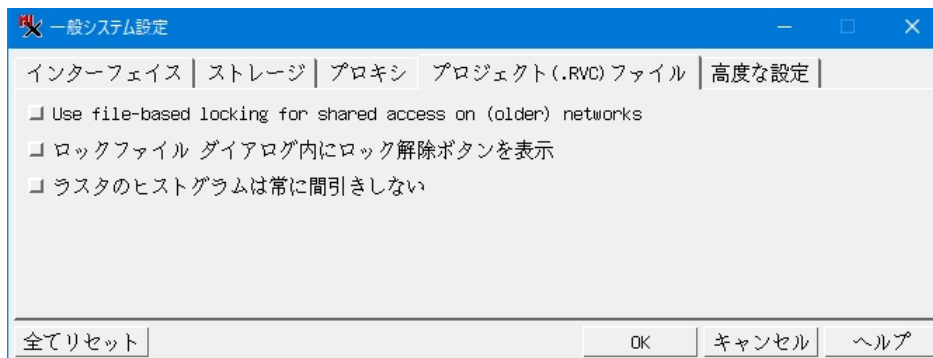 一般システム設定
インターフェイス ストレージ プロキシ プロジェクト(.RVC)ファイル 高度な設定
Use file-based locking for shared access on (older) networks
ロックファイル ダイアログ内にロック解除ボタンを表示
ラスタのヒストグラムは常に間引きしない
全てリセット OK キャンセル ヘルプ